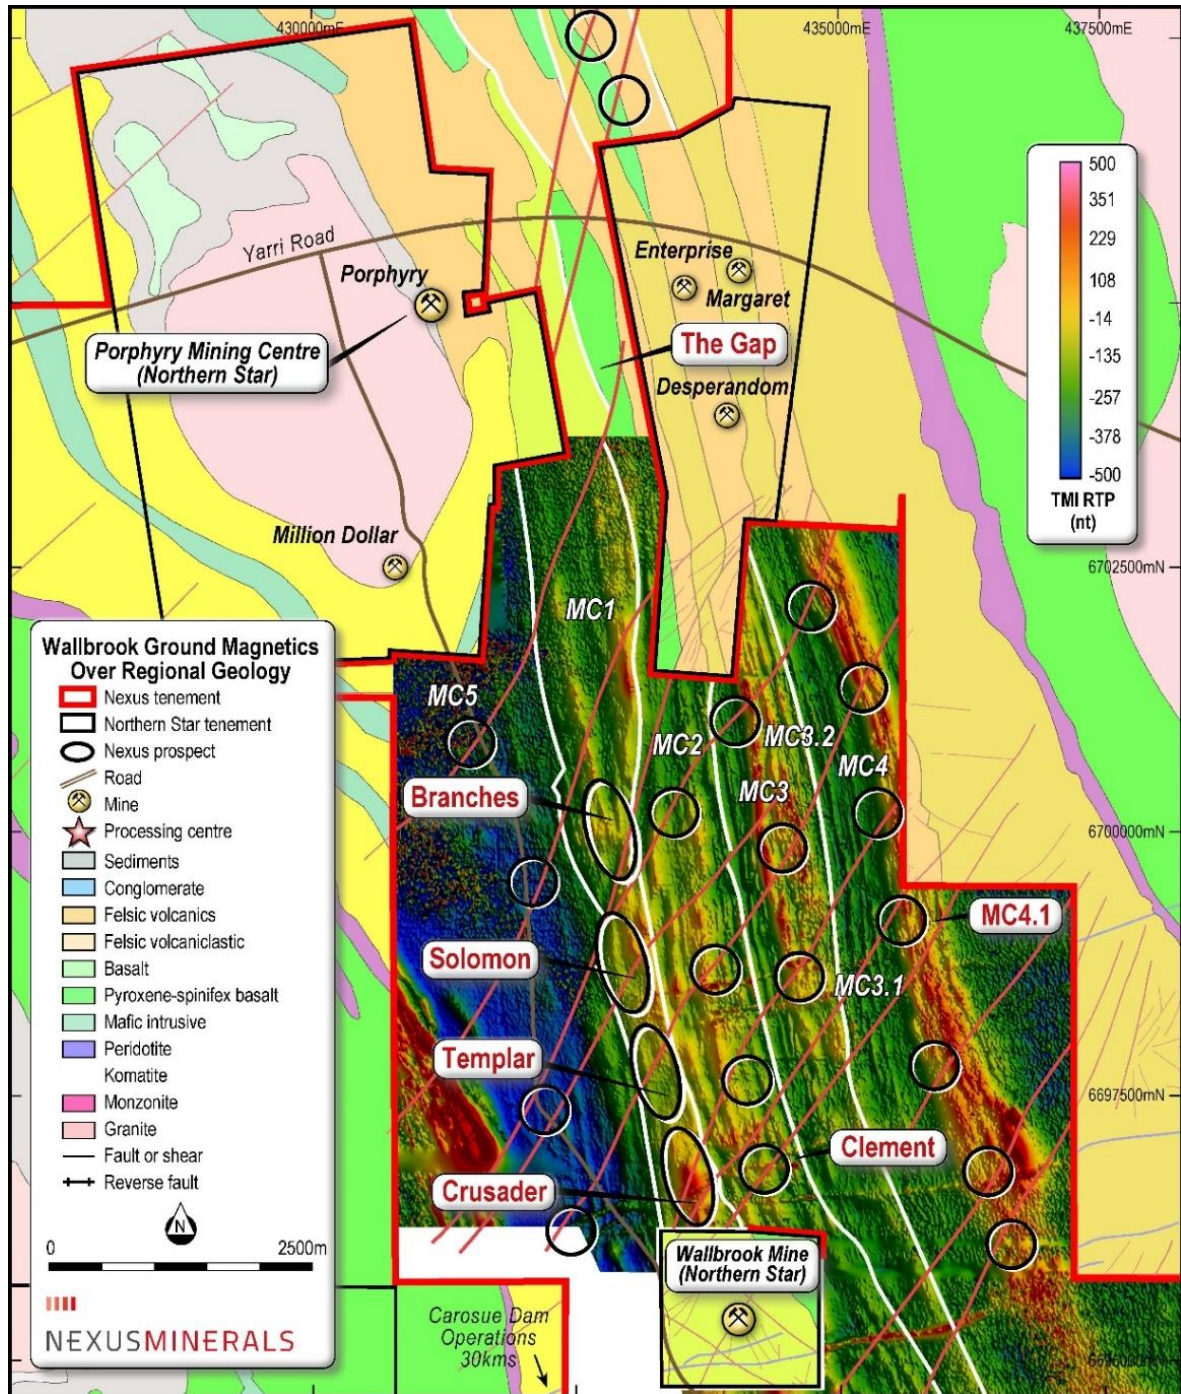 430000mE
435000mE
437500mE
500
351
229
108
-14
-135
-257
-378
-500
TMI RTP
(nt)
Yarri Road
Porphyry
Enterprise
Margaret
The Gap
Porphyry Mining Centre
(Northern Star)
Desperandom
Million Dollar
6702500mN
MC1
MC5
MC2
MC3.2
MC4
MC3
Branches
6700000mN
MC4.1
Solomon
MC3.1
Templar
6697500mN
Clement
Crusader
Wallbrook Mine
(Northern Star)
Carosue Dam
Operations
30kms
Wallbrook Ground Magnetics
Over Regional Geology
Nexus tenement
Northern Star tenement
Nexus prospect
Road
Mine
Processing centre
Sediments
Conglomerate
Felsic volcanics
Felsic volcaniclastic
Basalt
Pyroxene-spinifex basalt
Mafic intrusive
Peridotite
Komatite
Monzonite
Granite
Fault or shear
Reverse fault
N
0 2500m
NEXUSMINERALS